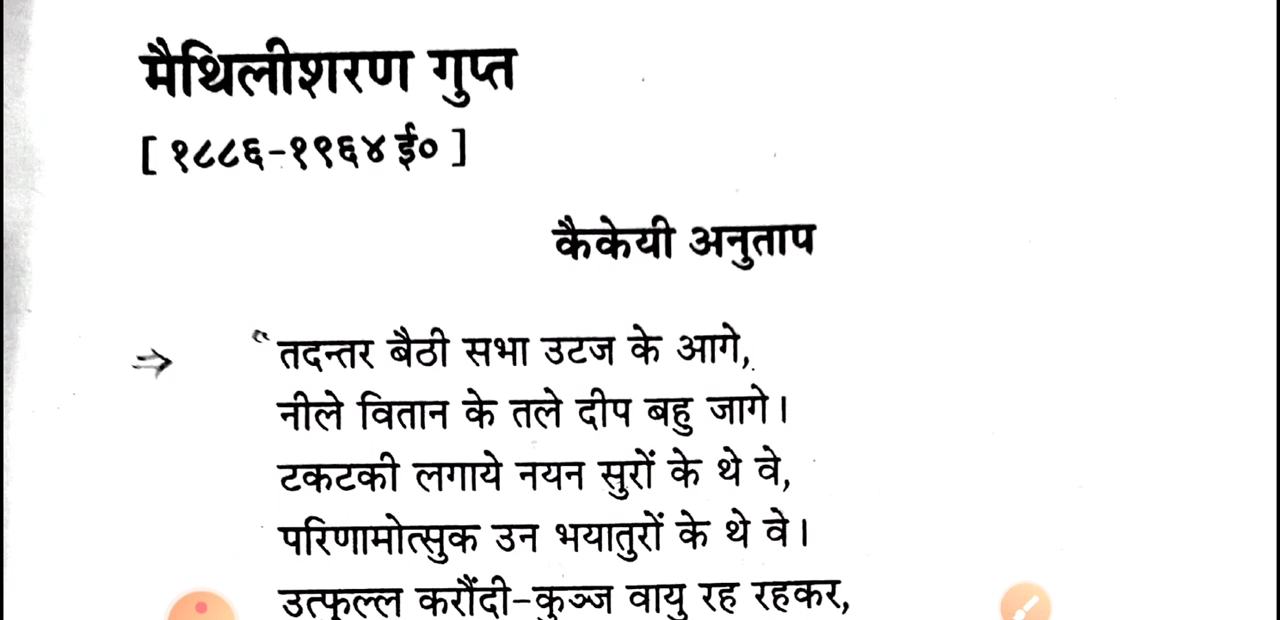 मैथिलीशरण गुप्त
[ १८८६-१९६४ ई० ]
कैकेयी अनुताप
⇒ “तदन्तर बैठी सभा उटज के आगे,
नीले वितान के तले दीप बहु जागे।
टकटकी लगाये नयन सुरों के थे वे,
परिणामोत्सुक उन भयातुरों के थे वे।
उत्फुल्ल करौंदी-कुञ्ज वायु रह रहकर,